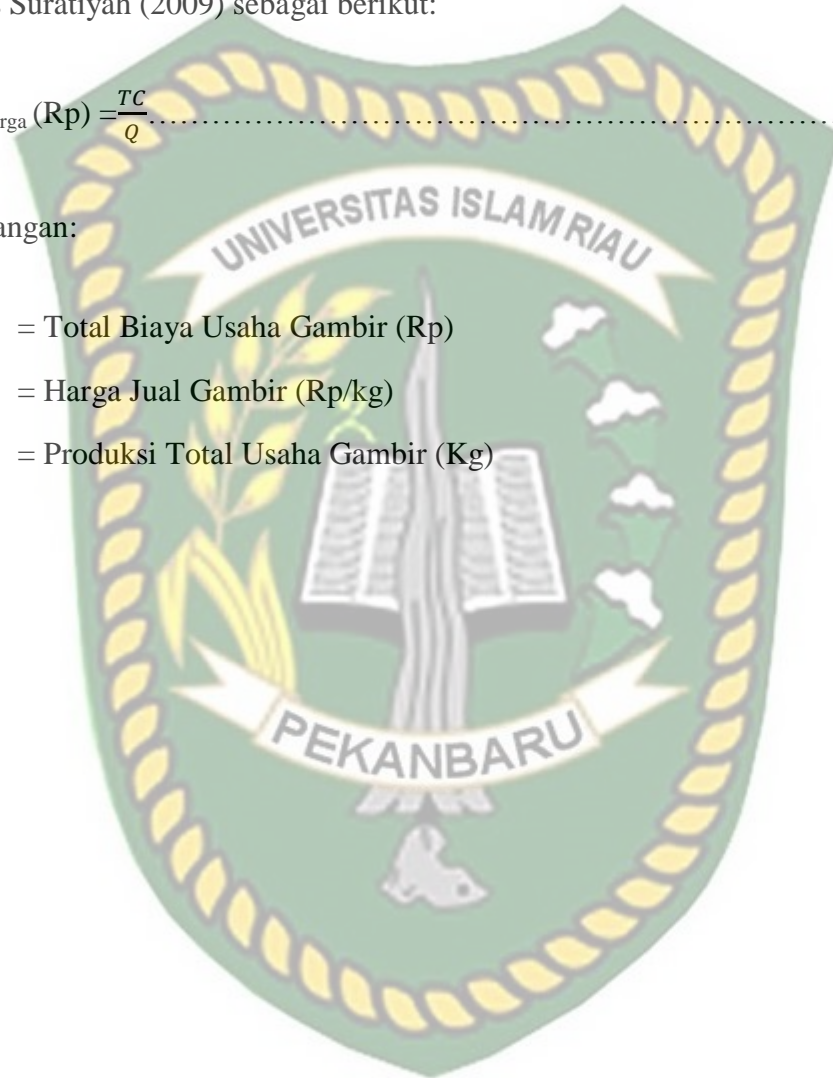 Suratiyah (2009) sebagai berikut:
rga (Rp) = TC/Q……………………………………………………
UNIVERSITAS ISLAM RIAU
angan:
= Total Biaya Usaha Gambir (Rp)
= Harga Jual Gambir (Rp/kg)
= Produksi Total Usaha Gambir (Kg)
PEKANBARU